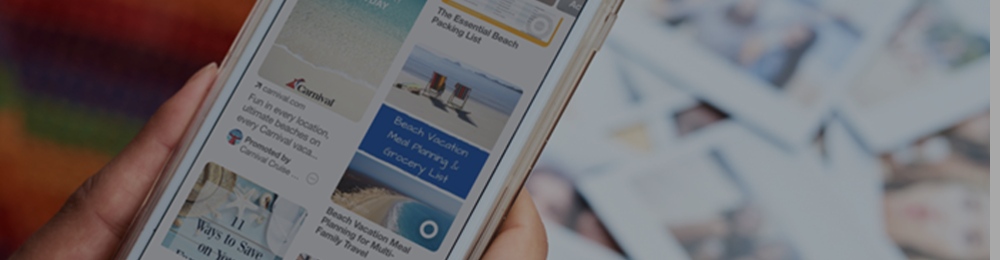 DAY
Carnival
carnival.com
Fun in every location,
ultimate beaches on
every Carnival vaca...
Promoted by
Carnival Cruise ...
11
Ways to Save
on
The Essential Beach
Packing List
Beach Vacation
Meal Planning &
Grocery List
Beach Vacation Meal
Planning for Multi-
Family Travel